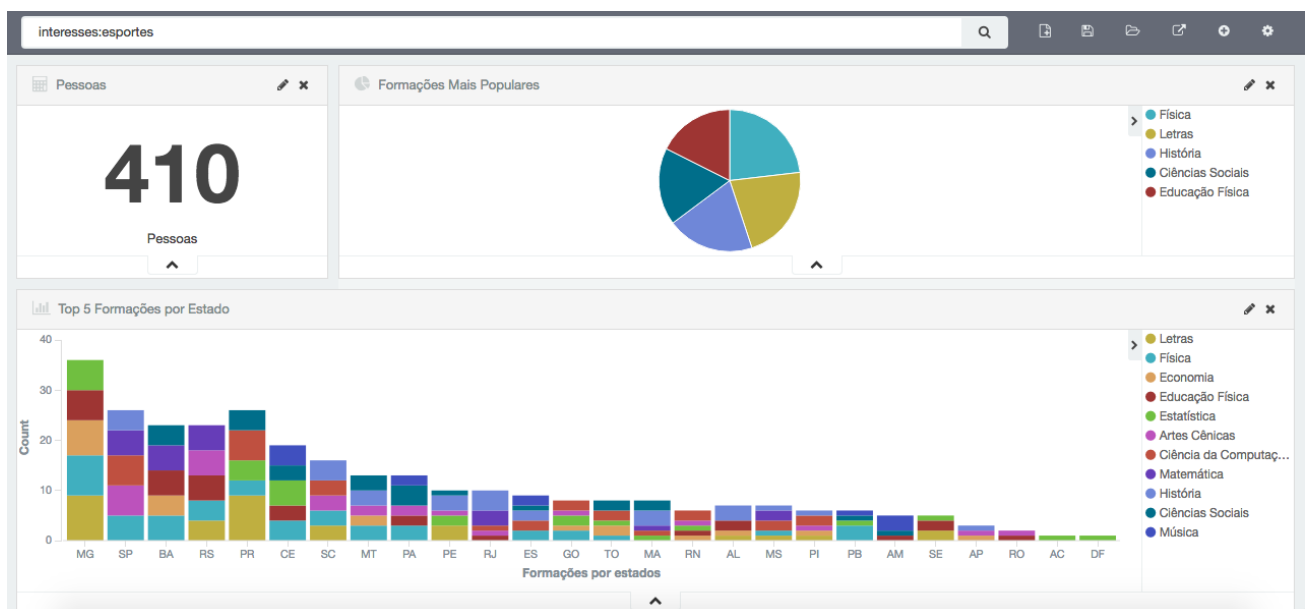 interesses:esportes
Pessoas
Formações Mais Populares
410
Pessoas
Física
Letras
História
Ciências Sociais
Educação Física
Top 5 Formações por Estado
40
30
20
10
0
Count
MG SP BA RS PR CE SC MT PA PE RJ ES GO TO MA RN AL MS PI PB AM SE AP RO AC DF
Formações por estados
Letras
Física
Economia
Educação Física
Estatística
Artes Cênicas
Ciência da Computaç...
Matemática
História
Ciências Sociais
Música